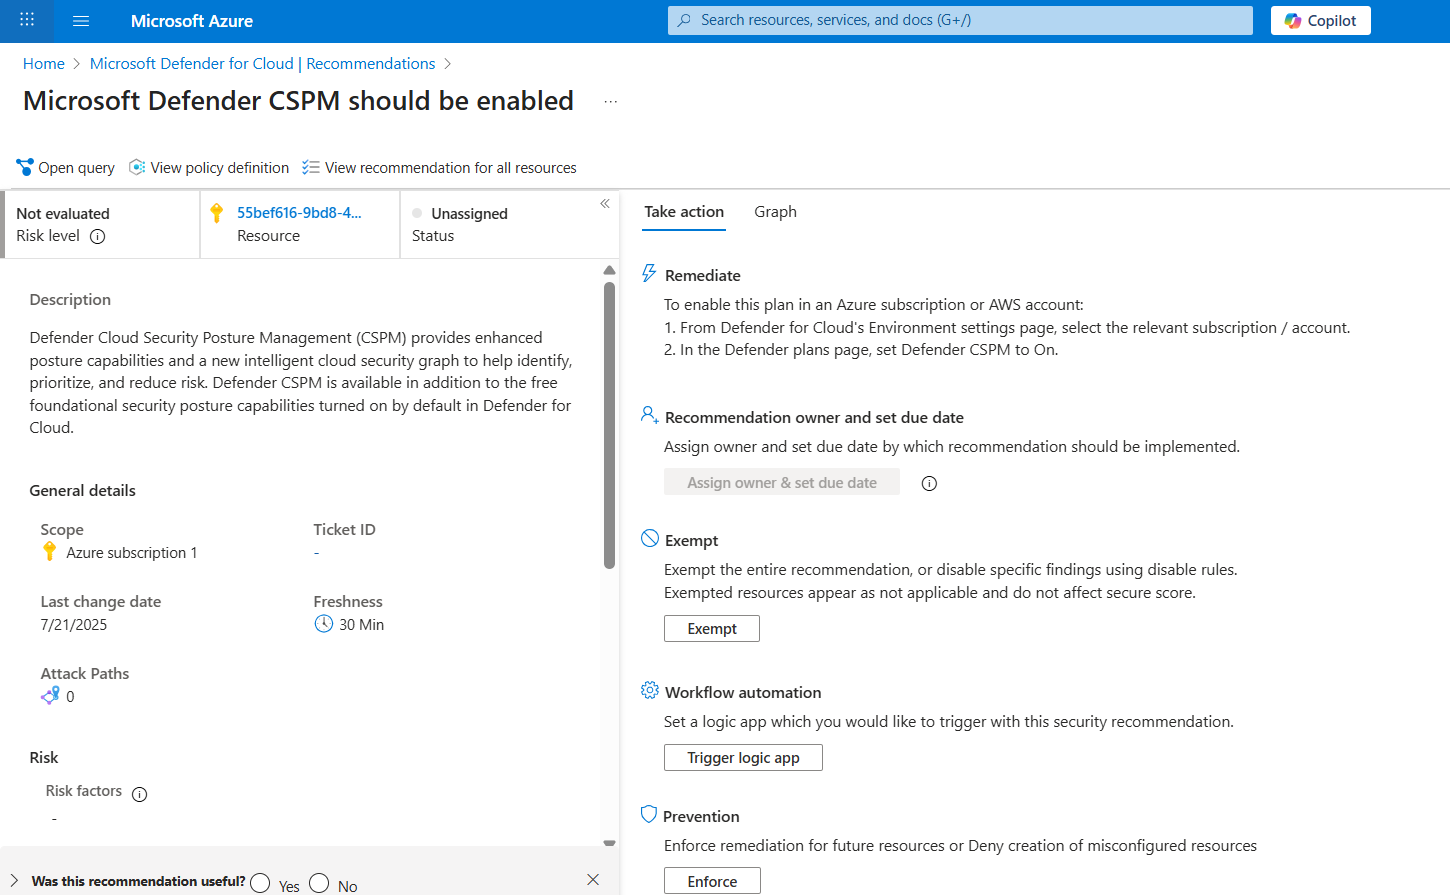 Microsoft Azure
Search resources, services, and docs (G+/)
Copilot
Home > Microsoft Defender for Cloud | Recommendations >
Microsoft Defender CSPM should be enabled ...
Open query
View policy definition
View recommendation for all resources
Not evaluated
Risk level
55bef616-9bd8-4...
Resource
Unassigned
Status
Description
Defender Cloud Security Posture Management (CSPM) provides enhanced
posture capabilities and a new intelligent cloud security graph to help identify,
prioritize, and reduce risk. Defender CSPM is available in addition to the free
foundational security posture capabilities turned on by default in Defender for
Cloud.
General details
Scope
Azure subscription 1
Ticket ID
-
Last change date
7/21/2025
Freshness
30 Min
Attack Paths
0
Risk
Risk factors
-
Was this recommendation useful? Yes No
Take action
Graph
Remediate
To enable this plan in an Azure subscription or AWS account:
1. From Defender for Cloud's Environment settings page, select the relevant subscription / account.
2. In the Defender plans page, set Defender CSPM to On.
Recommendation owner and set due date
Assign owner and set due date by which recommendation should be implemented.
Assign owner & set due date
Exempt
Exempt the entire recommendation, or disable specific findings using disable rules.
Exempted resources appear as not applicable and do not affect secure score.
Exempt
Workflow automation
Set a logic app which you would like to trigger with this security recommendation.
Trigger logic app
Prevention
Enforce remediation for future resources or Deny creation of misconfigured resources
Enforce